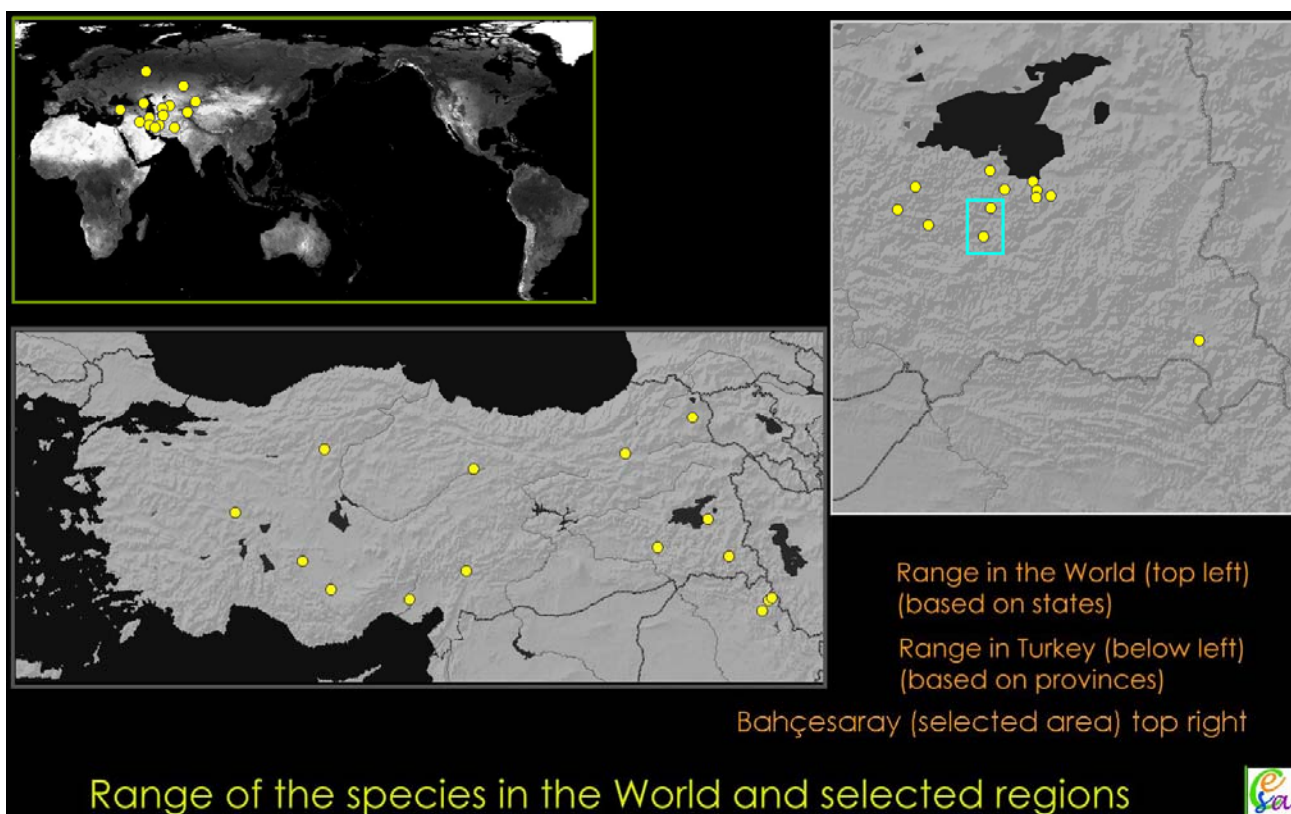 Range in the World (top left)
(based on states)
Range in Turkey (below left)
(based on provinces)
Bahçesaray (selected area) top right
Range of the species in the World and selected regions
esa